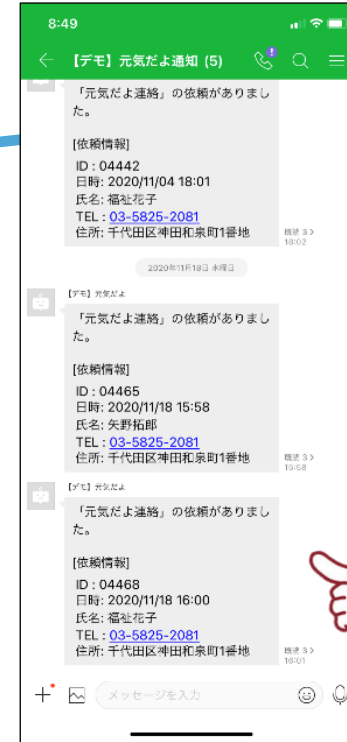 8:49
【デモ】元気だよ通知 (5)
「元気だよ連絡」の依頼がありまし
た。
[依頼情報]
ID : 04442
日時: 2020/11/04 18:01
氏名: 福祉花子
TEL : 03-5825-2081
住所: 千代田区神田和泉町1番地
既読 3
18:02
2020年11月18日 水曜日
【デモ】元気だよ
「元気だよ連絡」の依頼がありまし
た。
[依頼情報]
ID : 04465
日時: 2020/11/18 15:58
氏名: 矢野拓郎
TEL : 03-5825-2081
住所: 千代田区神田和泉町1番地
既読 3
15:58
【デモ】元気だよ
「元気だよ連絡」の依頼がありまし
た。
[依頼情報]
ID : 04468
日時: 2020/11/18 16:00
氏名: 福祉花子
TEL : 03-5825-2081
住所: 千代田区神田和泉町1番地
既読 3
16:01
メッセージを入力